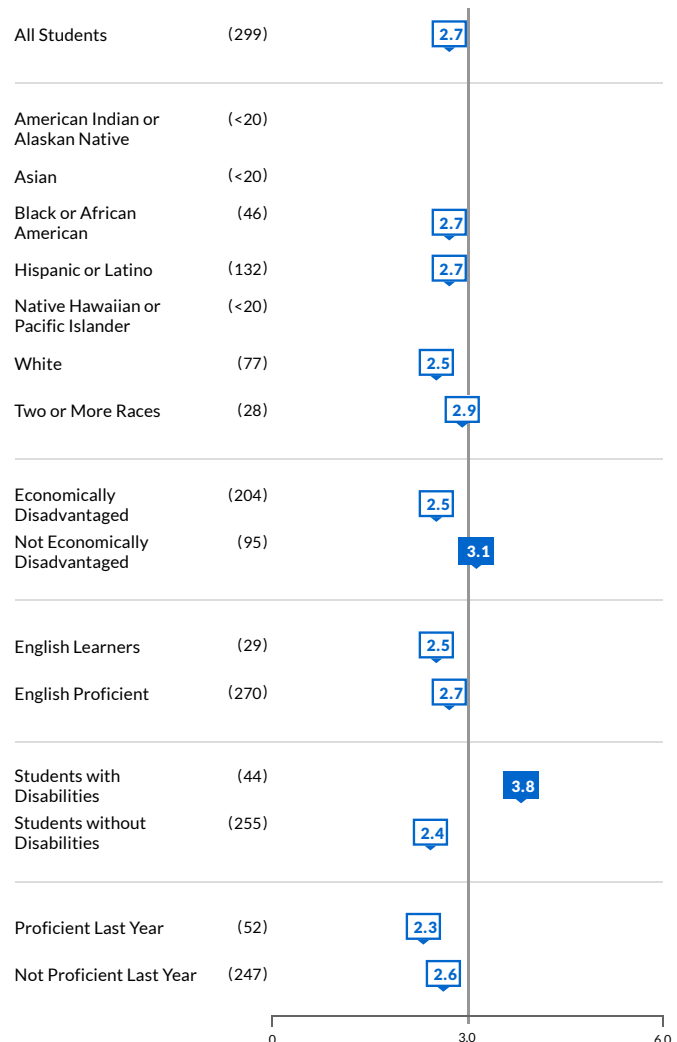 All Students (299) 2.7
American Indian or (<20)
Alaskan Native
Asian (<20)
Black or African (46)
American 2.7
Hispanic or Latino (132) 2.7
Native Hawaiian or (<20)
Pacific Islander
White (77) 2.5
Two or More Races (28) 2.9
Economically (204)
Disadvantaged 2.5
Not Economically (95)
Disadvantaged 3.1
English Learners (29) 2.5
English Proficient (270) 2.7
Students with (44)
Disabilities 3.8
Students without (255)
Disabilities 2.4
Proficient Last Year (52) 2.3
Not Proficient Last Year (247) 2.6
0 3.0 6.0